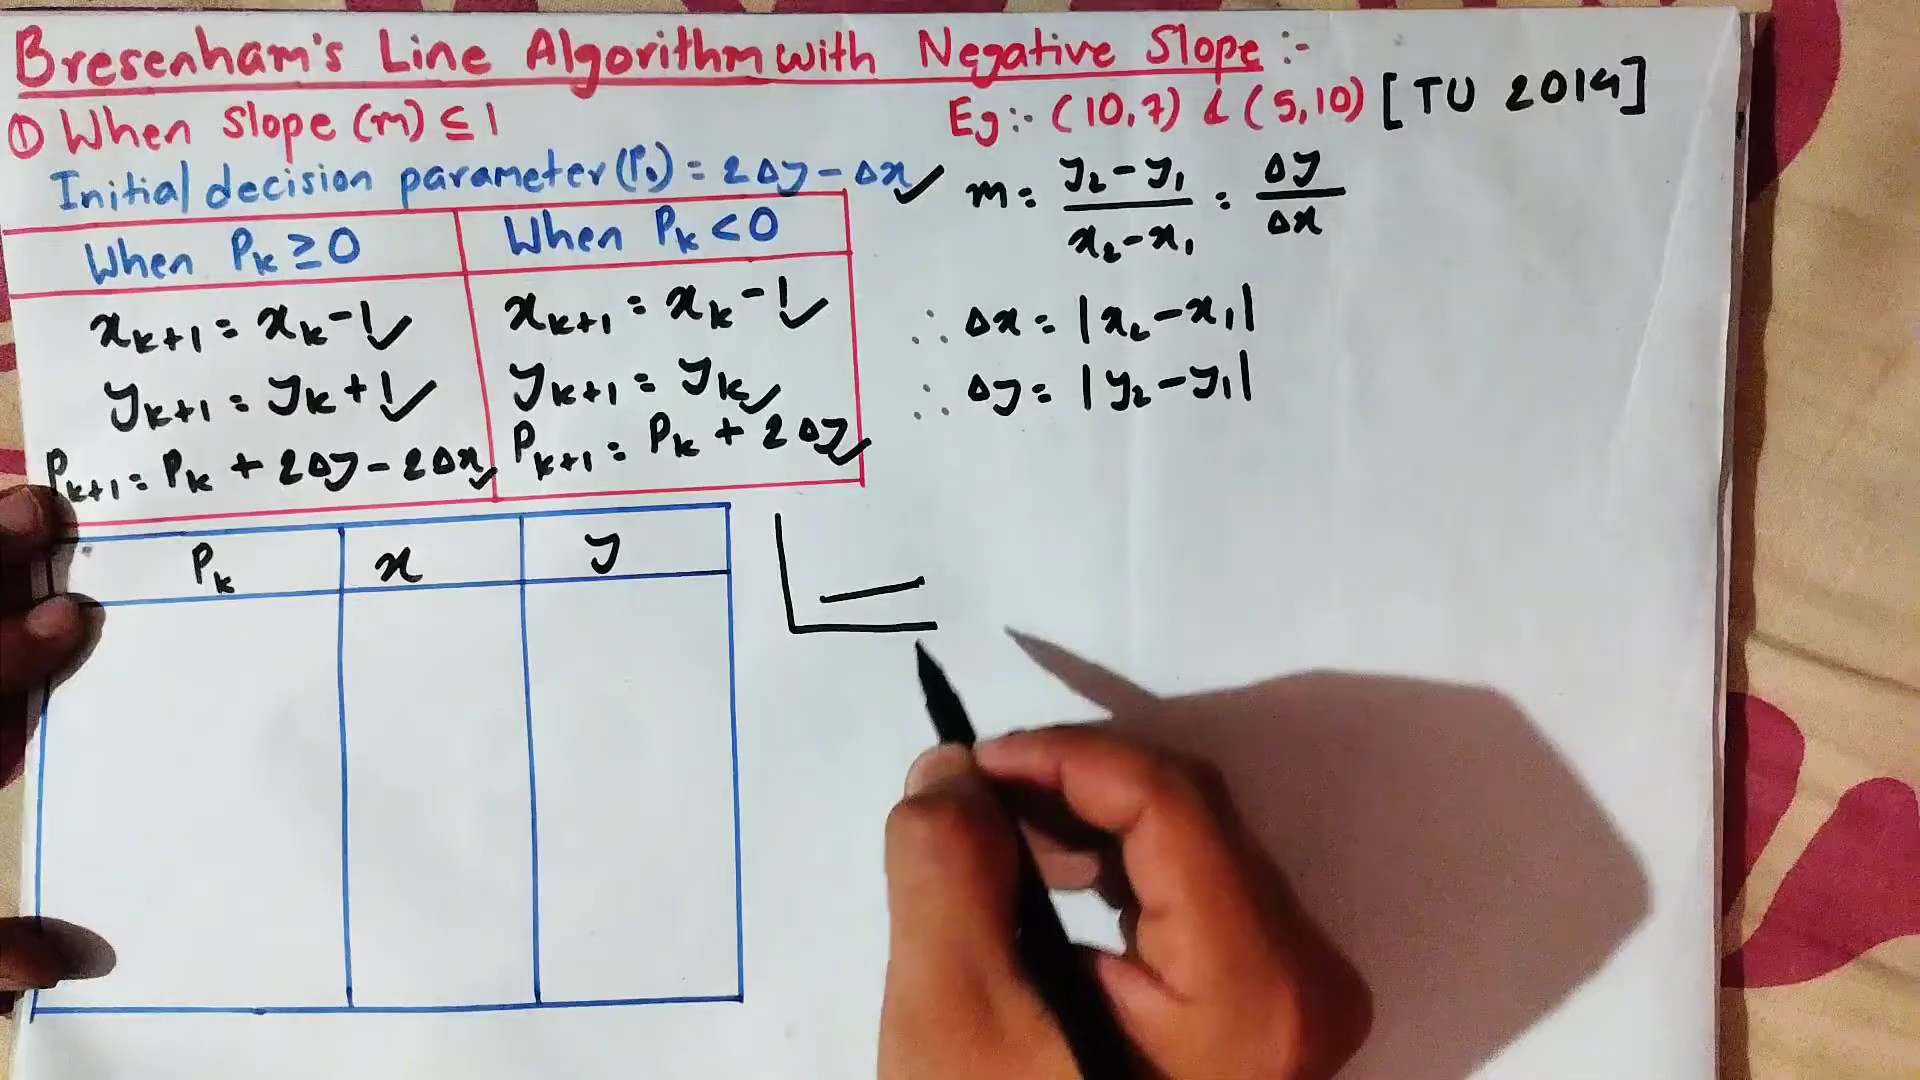 Bresenham's Line Algorithm with Negative Slope :-
① When Slope (m) ≤ 1
Initial decision parameter (P₀) = 2Δy - Δx ✓
When Pk ≥ 0
xk+1 = xk - 1 ✓
yk+1 = yk + 1 ✓
Pk+1 = Pk + 2Δy - 2Δx ✓
When Pk < 0
xk+1 = xk - 1 ✓
yk+1 = yk ✓
Pk+1 = Pk + 2Δy ✓
Eg :- (10,7) & (5,10) [TU 2014]
m = y₂ - y₁ / x₂ - x₁ = Δy / Δx
∴ Δx = |x₂ - x₁|
∴ Δy = |y₂ - y₁|
Pk x y